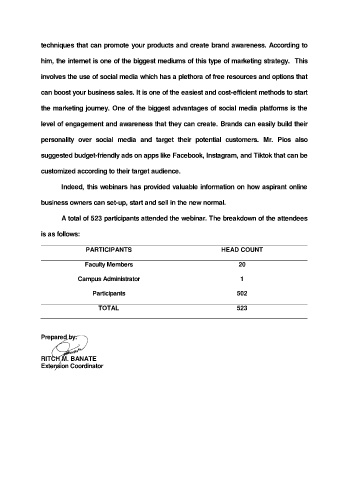 techniques that can promote your products and create brand awareness. According to
him, the internet is one of the biggest mediums of this type of marketing strategy. This
involves the use of social media which has a plethora of free resources and options that
can boost your business sales. It is one of the easiest and cost-efficient methods to start
the marketing journey. One of the biggest advantages of social media platforms is the
level of engagement and awareness that they can create. Brands can easily build their
personality over social media and target their potential customers. Mr. Pios also
suggested budget-friendly ads on apps like Facebook, Instagram, and Tiktok that can be
customized according to their target audience.
Indeed, this webinars has provided valuable information on how aspirant online
business owners can set-up, start and sell in the new normal.
A total of 523 participants attended the webinar. The breakdown of the attendees
is as follows:
PARTICIPANTS HEAD COUNT
Faculty Members 20
Campus Administrator 1
Participants 502
TOTAL 523
Prepared by:
RITCH M. BANATE
Extension Coordinator